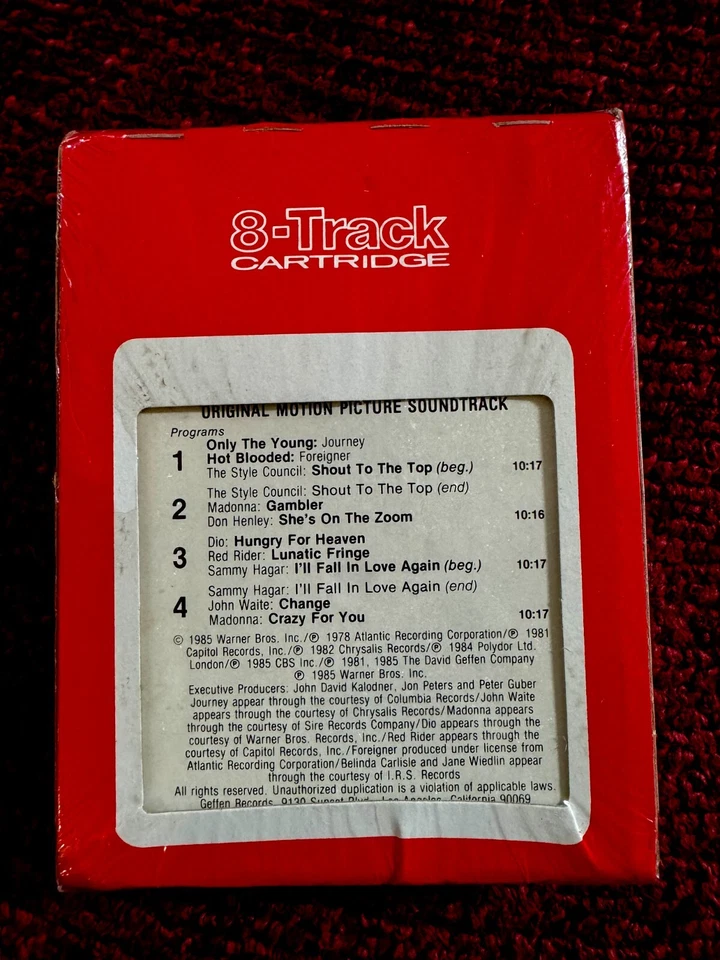 8-Track
CARTRIDGE
ORIGINAL MOTION PICTURE SOUNDTRACK
Programs
1
Only The Young: Journey
Hot Blooded: Foreigner
The Style Council: Shout To The Top (beg.) 10:17
2
The Style Council: Shout To The Top (end)
Madonna: Gambler
Don Henley: She's On The Zoom 10:16
3
Dio: Hungry For Heaven
Red Rider: Lunatic Fringe
Sammy Hagar: I'll Fall In Love Again (beg.) 10:17
4
Sammy Hagar: I'll Fall In Love Again (end)
John Waite: Change
Madonna: Crazy For You 10:17
© 1985 Warner Bros. Inc./℗ 1978 Atlantic Recording Corporation/℗ 1981
Capitol Records, Inc./℗ 1982 Chrysalis Records/℗ 1984 Polydor Ltd.
London/℗ 1985 CBS Inc./℗ 1981, 1985 The David Geffen Company
℗ 1985 Warner Bros. Inc.
Executive Producers: John David Kalodner, Jon Peters and Peter Guber
Journey appear through the courtesy of Columbia Records/John Waite
appears through the courtesy of Chrysalis Records/Madonna appears
through the courtesy of Sire Records Company/Dio appears through the
courtesy of Warner Bros. Records, Inc./Red Rider appears through the
courtesy of Capitol Records, Inc./Foreigner produced under license from
Atlantic Recording Corporation/Belinda Carlisle and Jane Wiedlin appear
through the courtesy of I.R.S. Records
All rights reserved. Unauthorized duplication is a violation of applicable laws.
Geffen Records, 9130 Sunset Blvd., Los Angeles, California 90069